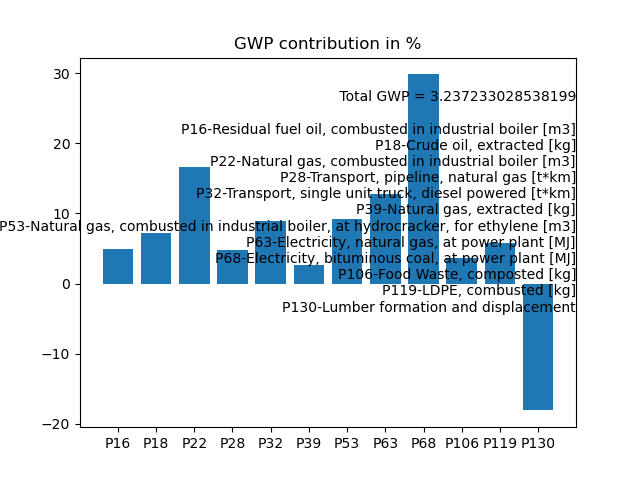 GWP contribution in %
30
20
10
0
−10
−20
Total GWP = 3.237233028538199
P16-Residual fuel oil, combusted in industrial boiler [m3]
P18-Crude oil, extracted [kg]
P22-Natural gas, combusted in industrial boiler [m3]
P28-Transport, pipeline, natural gas [t*km]
P32-Transport, single unit truck, diesel powered [t*km]
P39-Natural gas, extracted [kg]
P53-Natural gas, combusted in industrial boiler, at hydrocracker, for ethylene [m3]
P63-Electricity, natural gas, at power plant [MJ]
P68-Electricity, bituminous coal, at power plant [MJ]
P106-Food Waste, composted [kg]
P119-LDPE, combusted [kg]
P130-Lumber formation and displacement
P16 P18 P22 P28 P32 P39 P53 P63 P68 P106 P119 P130